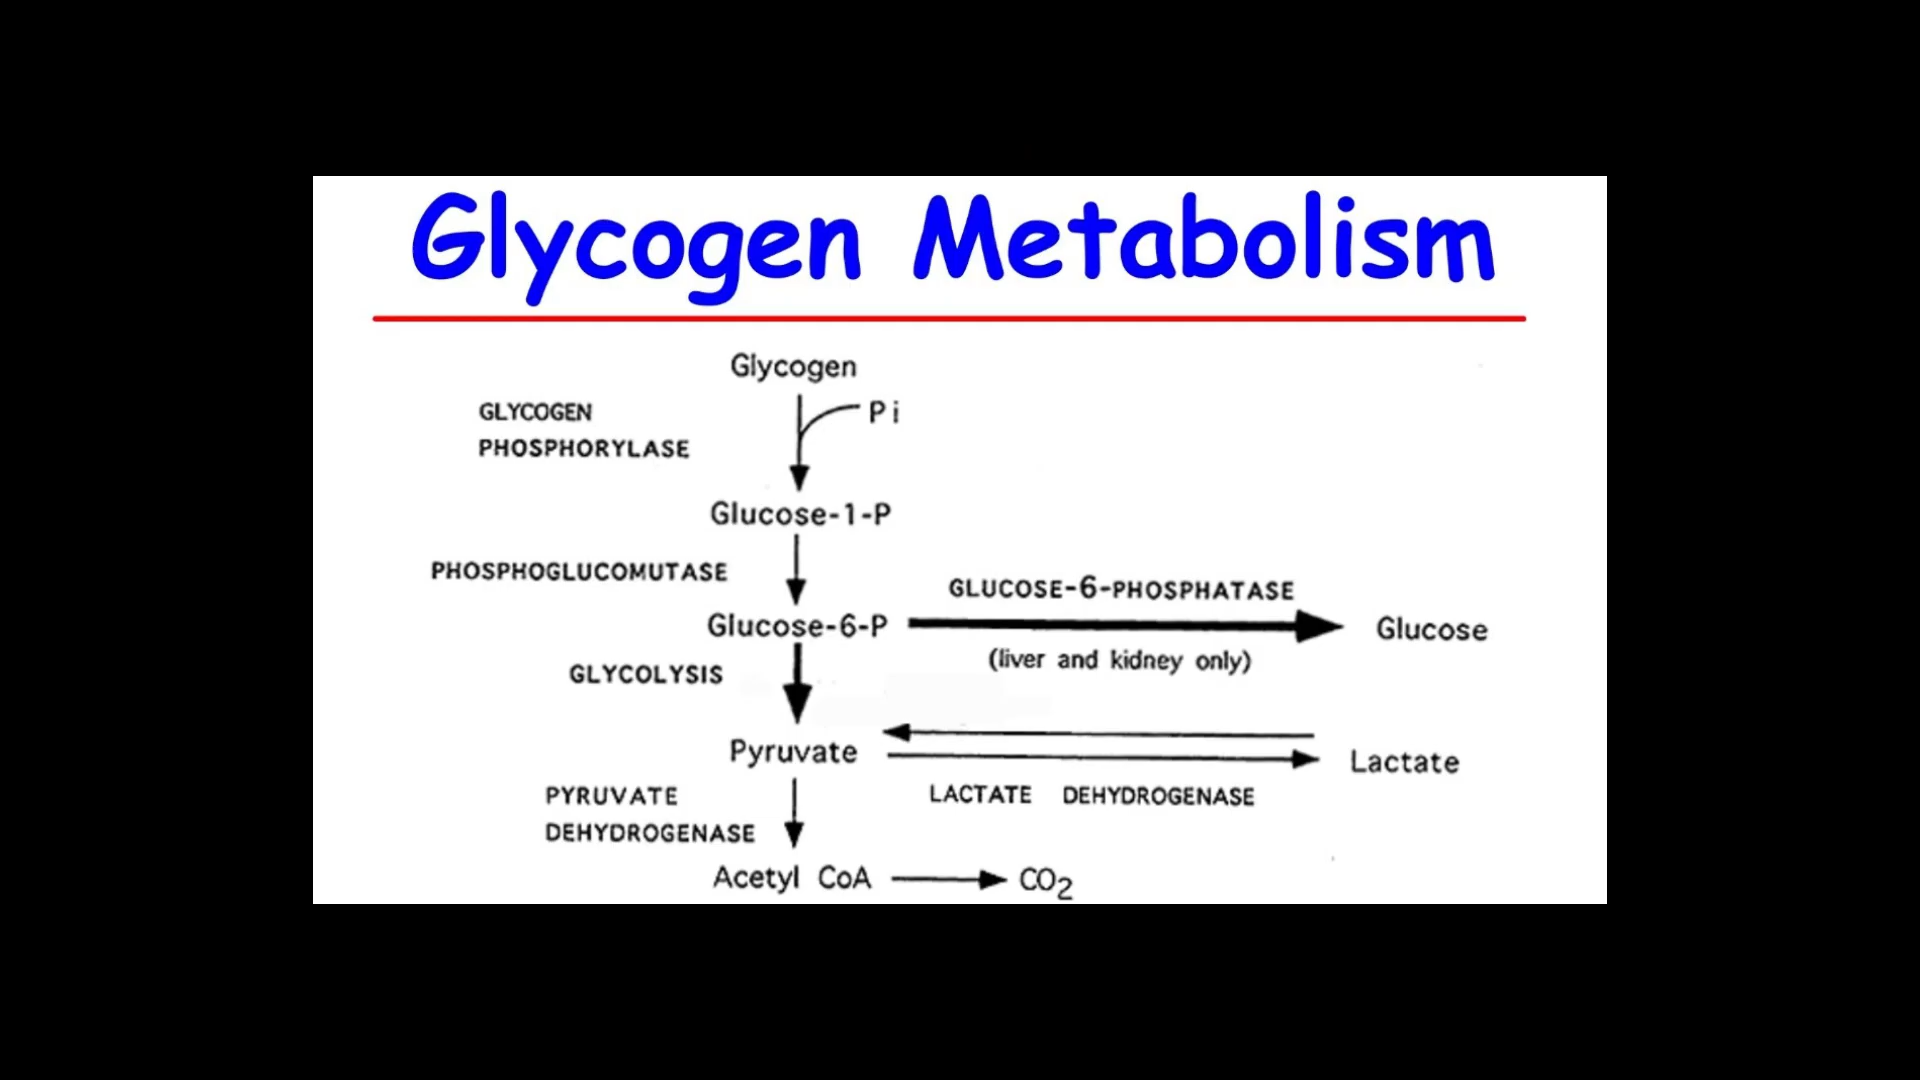 Glycogen Metabolism
Glycogen
GLYCOGEN
PHOSPHORYLASE
Pi
Glucose-1-P
PHOSPHOGLUCOMUTASE
GLUCOSE-6-PHOSPHATASE
Glucose-6-P
Glucose
(liver and kidney only)
GLYCOLYSIS
Pyruvate
Lactate
PYRUVATE
DEHYDROGENASE
LACTATE DEHYDROGENASE
Acetyl CoA
CO2